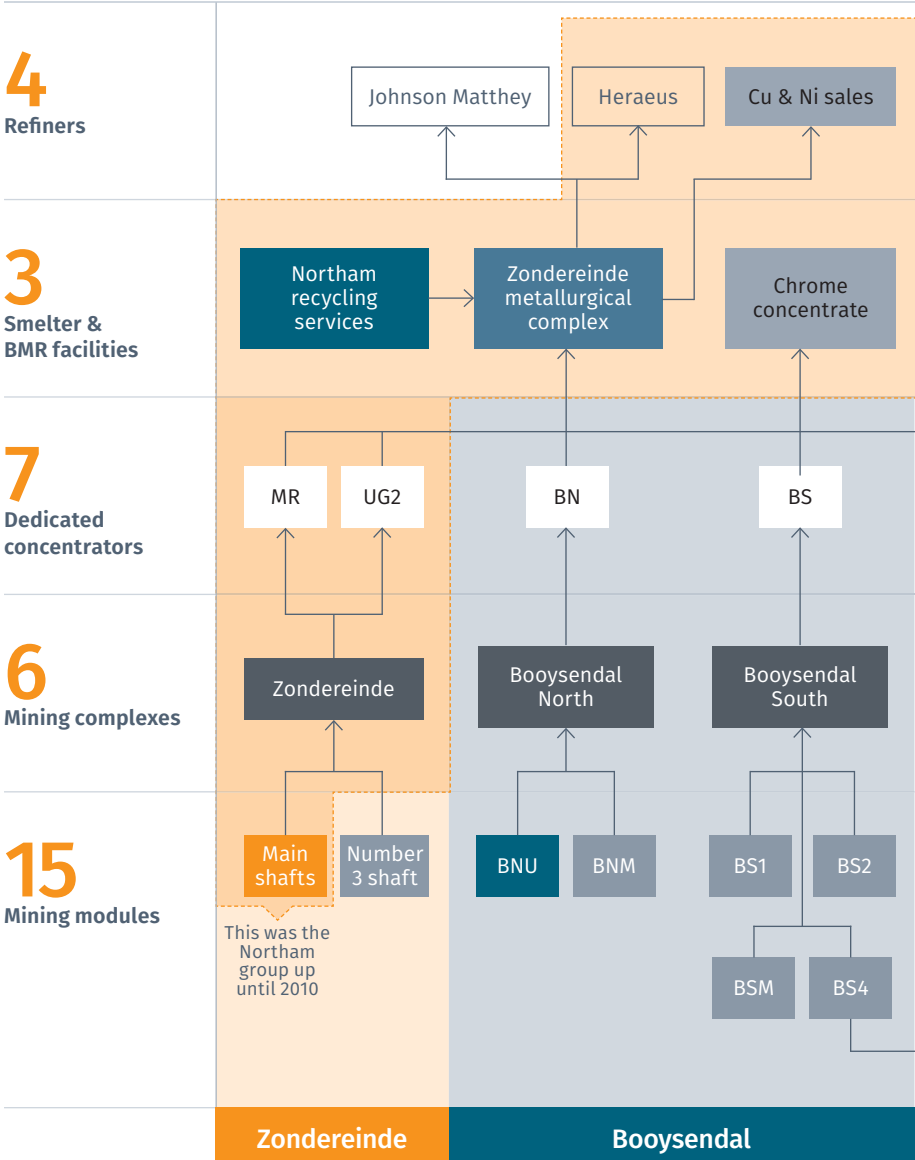 4
Refiners
Johnson Matthey
Heraeus
Cu & Ni sales
3
Smelter &
BMR facilities
Northam
recycling
services
Zondereinde
metallurgical
complex
Chrome
concentrate
7
Dedicated
concentrators
MR
UG2
BN
BS
6
Mining complexes
Zondereinde
Booysendal
North
Booysendal
South
15
Mining modules
Main
shafts
Number
3 shaft
BNU
BNM
BS1
BS2
This was the
Northam
group up
until 2010
BSM
BS4
Zondereinde
Booysendal